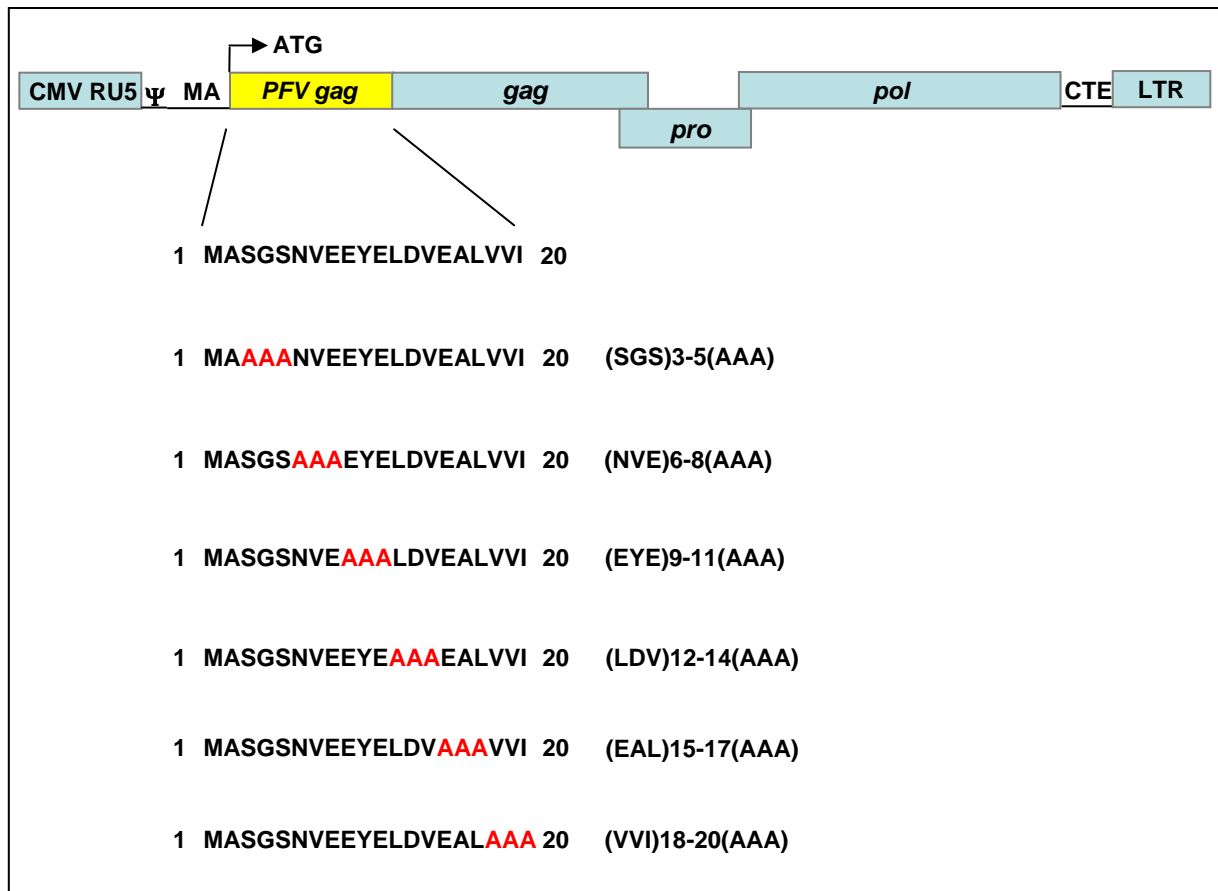 ATG
CMV RU5 Ψ MA PFV gag gag pol CTE LTR
pro
1 MASGSNVEEYELDVEALVVI 20
1 MAAAANVEEYELDVEALVVI 20 (SGS)3-5(AAA)
1 MASGSAAAEYELDVEALVVI 20 (NVE)6-8(AAA)
1 MASGSNVEAAALDVEALVVI 20 (EYE)9-11(AAA)
1 MASGSNVEEYEAAAEALVVI 20 (LDV)12-14(AAA)
1 MASGSNVEEYELDVAAAVVI 20 (EAL)15-17(AAA)
1 MASGSNVEEYELDVEALAAA 20 (VVI)18-20(AAA)